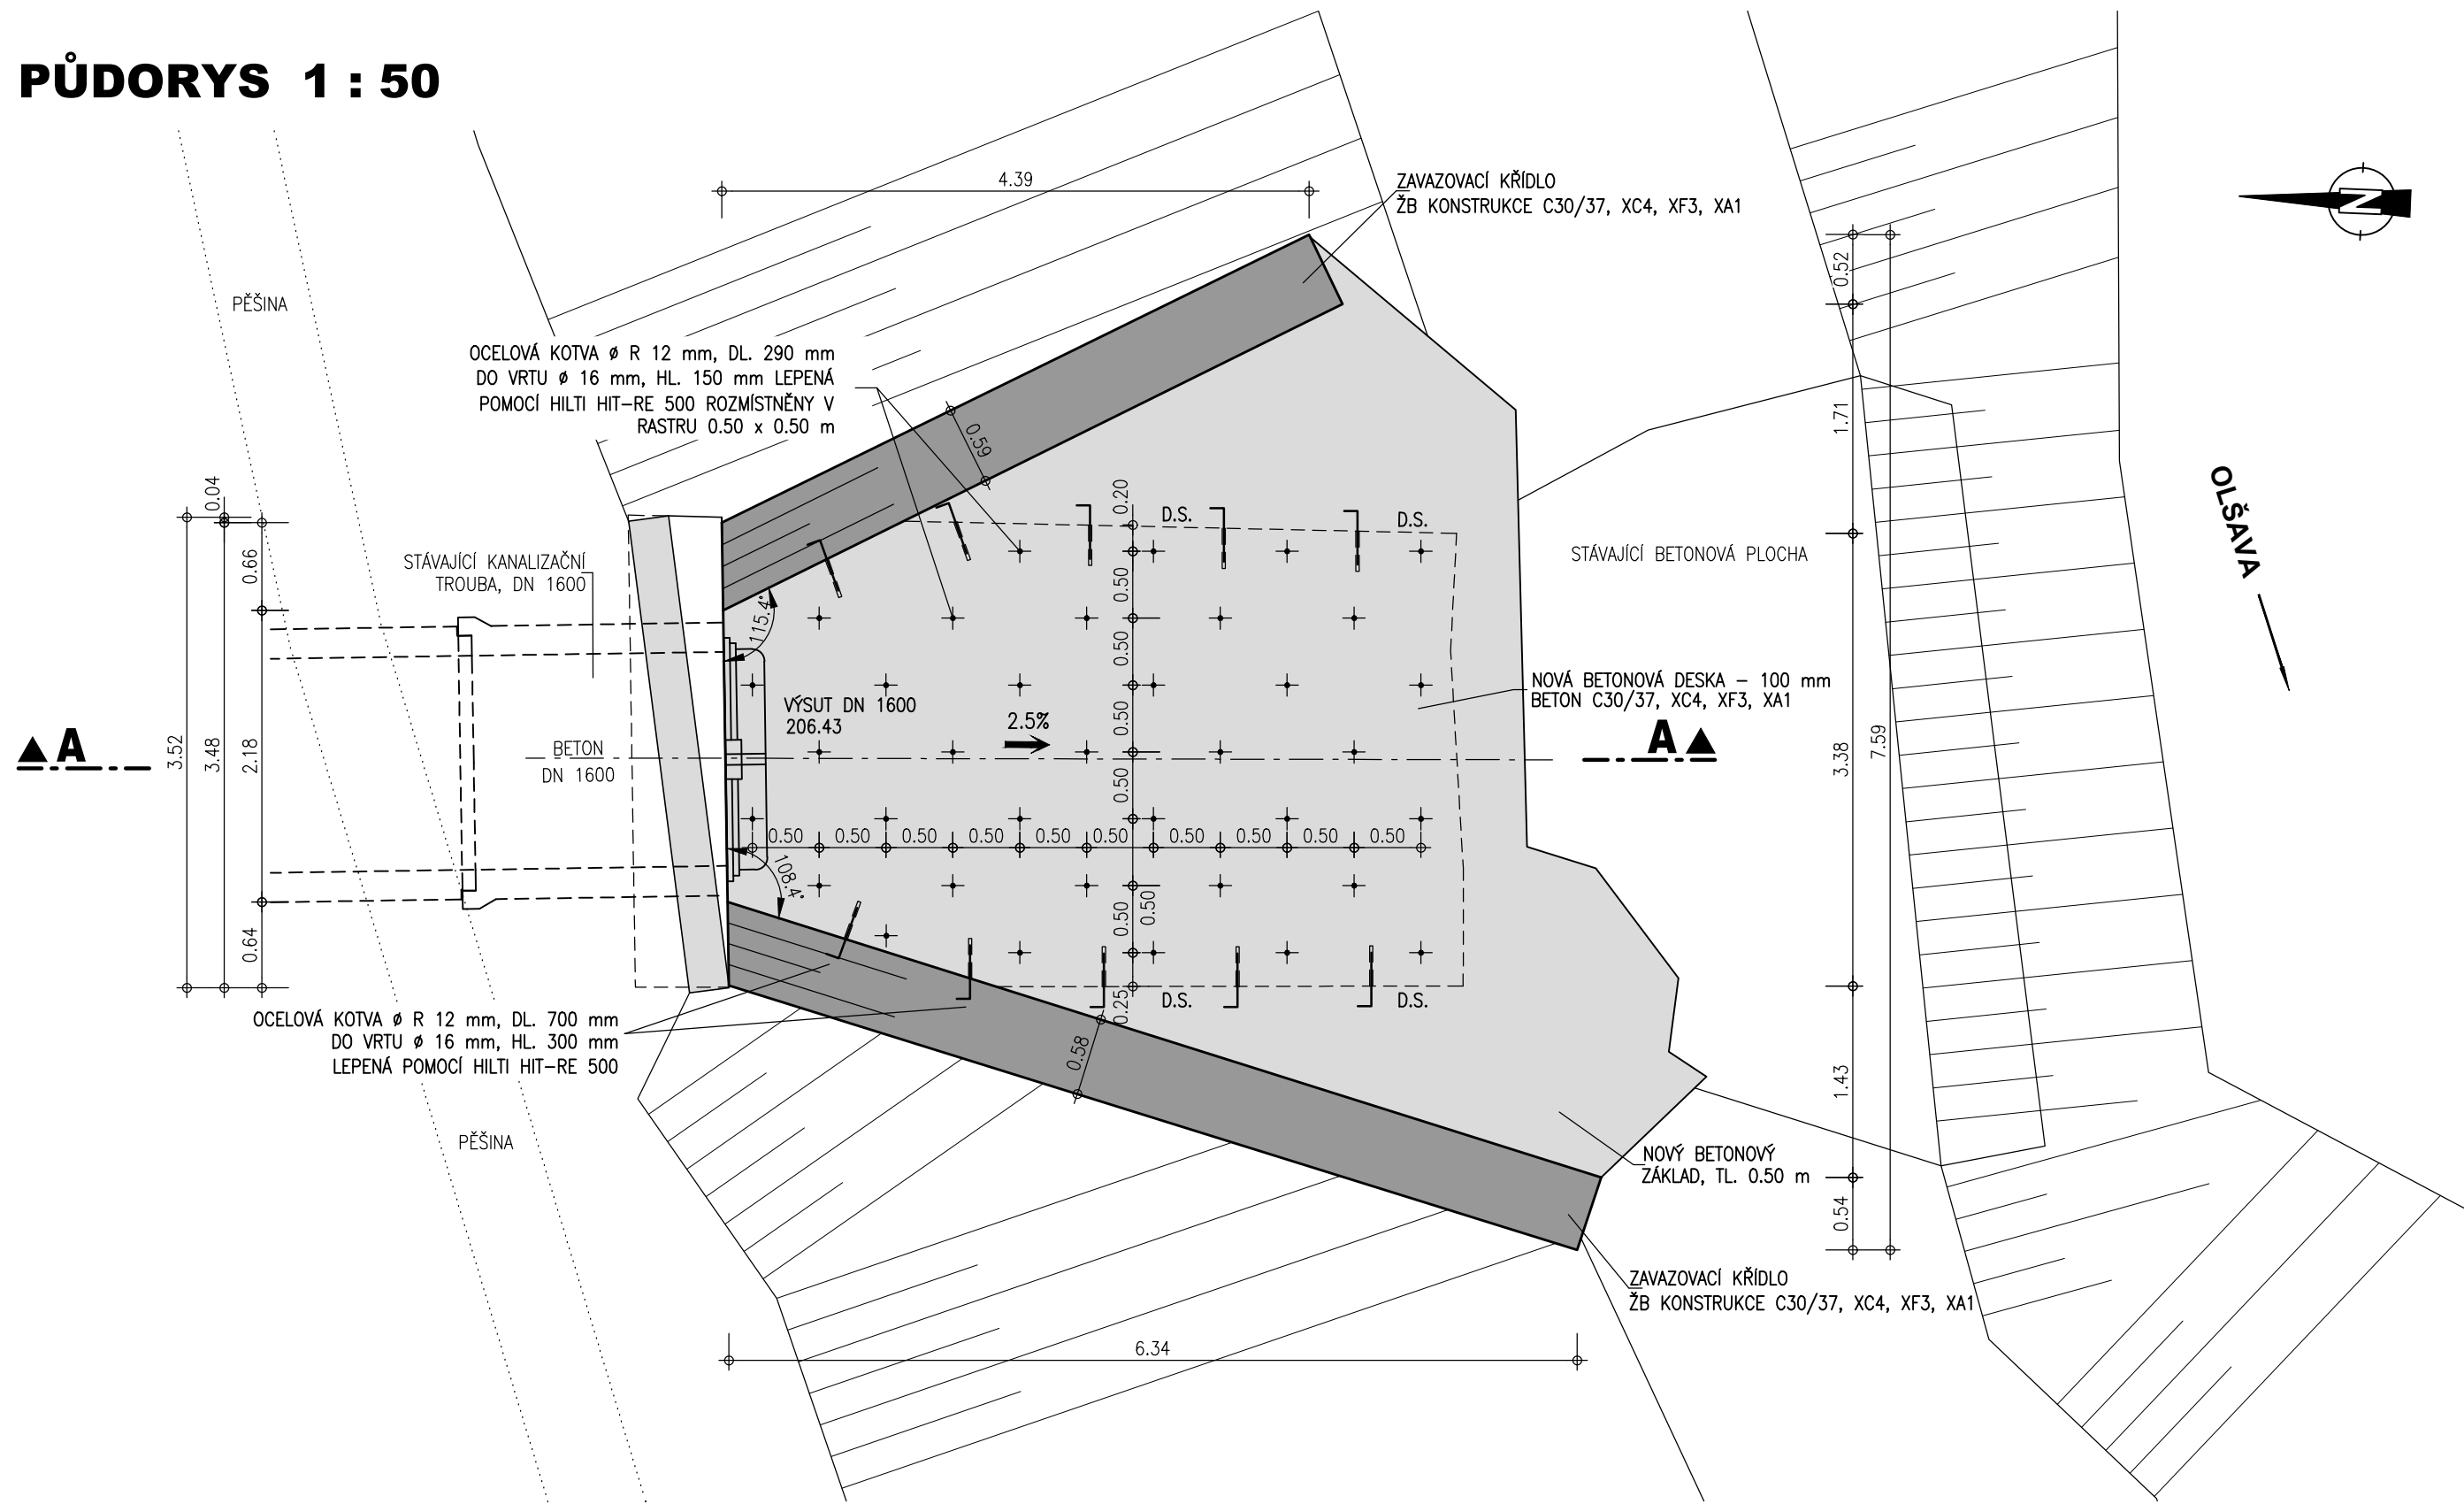 PŮDORYS 1 : 50
4.39
ZAVAZOVACÍ KŘÍDLO
ŽB KONSTRUKCE C30/37, XC4, XF3, XA1
N
PĚŠINA
OCELOVÁ KOTVA ø R 12 mm, DL. 290 mm
DO VRTU ø 16 mm, HL. 150 mm LEPENÁ
POMOCÍ HILTI HIT-RE 500 ROZMÍSTNĚNY V
RASTRU 0.50 x 0.50 m
0.59
0.52
1.71
3.38
7.59
1.43
0.54
OLŠAVA
0.04
0.66
3.52
3.48
2.18
0.64
STÁVAJÍCÍ KANALIZAČNÍ
TROUBA, DN 1600
0.20
D.S.
D.S.
STÁVAJÍCÍ BETONOVÁ PLOCHA
115.4°
0.50
0.50
0.50
0.50
0.50
0.50
0.25
NOVÁ BETONOVÁ DESKA – 100 mm
BETON C30/37, XC4, XF3, XA1
VÝSUT DN 1600
206.43
2.5%
A
A
BETON
DN 1600
0.50
0.50
0.50
0.50
0.50
0.50
0.50
0.50
0.50
0.50
108.4°
D.S.
D.S.
OCELOVÁ KOTVA ø R 12 mm, DL. 700 mm
DO VRTU ø 16 mm, HL. 300 mm
LEPENÁ POMOCÍ HILTI HIT-RE 500
0.58
PĚŠINA
NOVÝ BETONOVÝ
ZÁKLAD, TL. 0.50 m
ZAVAZOVACÍ KŘÍDLO
ŽB KONSTRUKCE C30/37, XC4, XF3, XA1
6.34